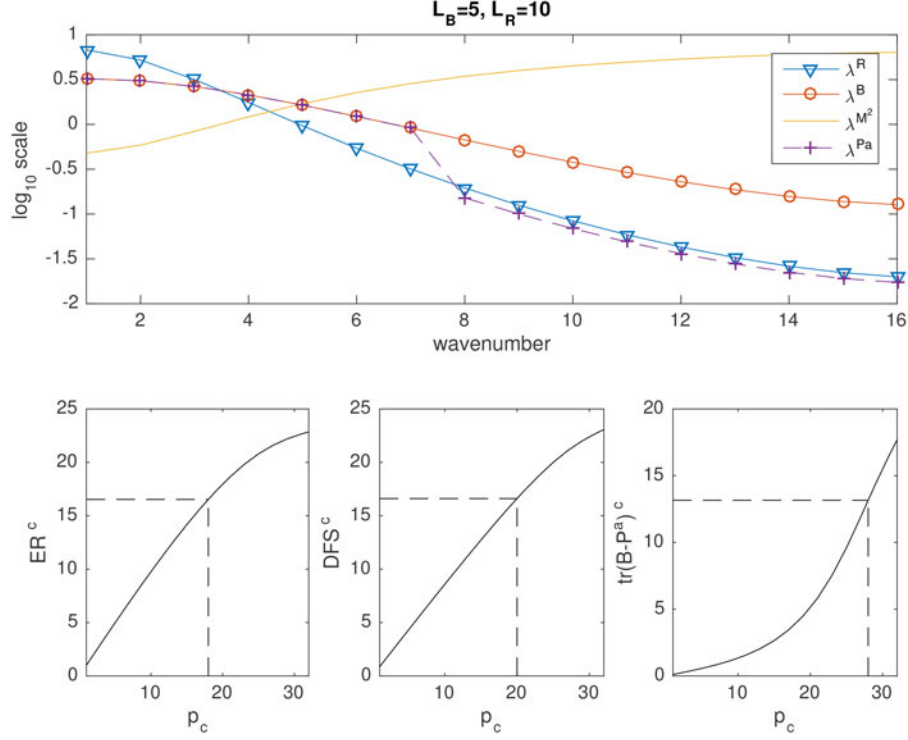 L_B=5, L_R=10
1
0.5
0
-0.5
-1
-1.5
-2
log_10 scale
2 4 6 8 10 12 14 16
wavenumber
λ^R
λ^B
λ^M²
λ^Pa
25
20
15
10
5
0
ER^c
10 20 30
p_c
25
20
15
10
5
0
DFS^c
10 20 30
p_c
20
15
10
5
0
tr(B-P^a)^c
10 20 30
p_c